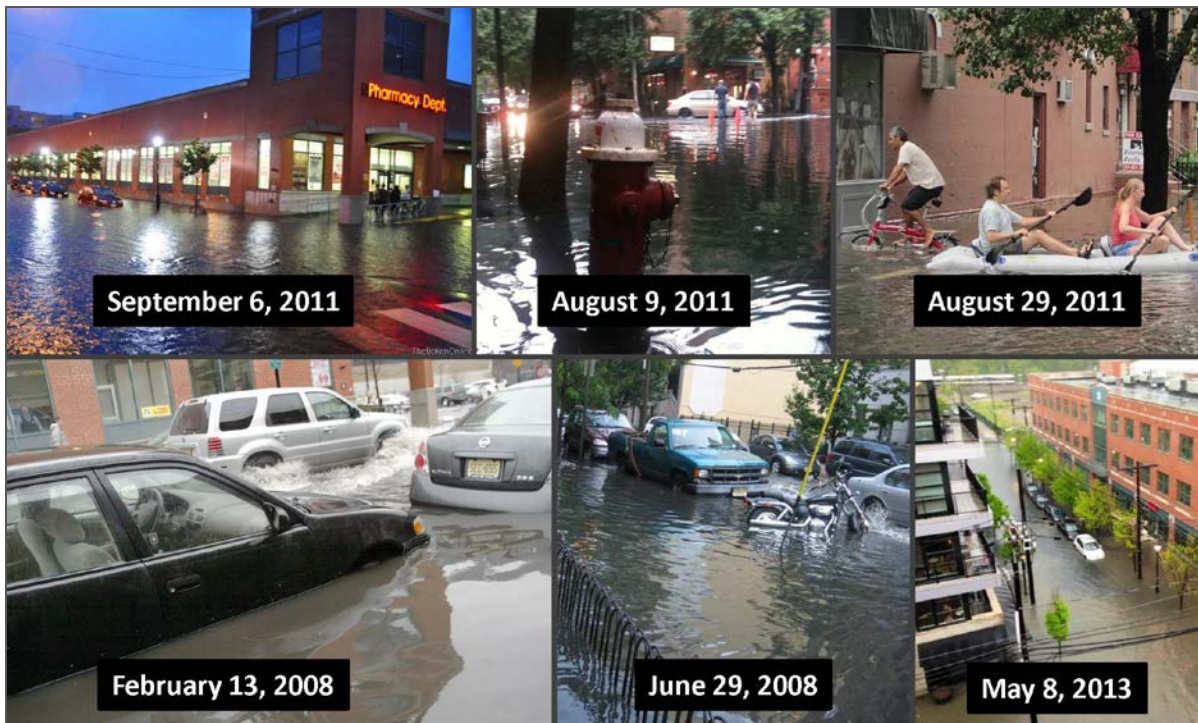 Pharmacy Dept.
September 6, 2011
August 9, 2011
August 29, 2011
February 13, 2008
June 29, 2008
May 8, 2013